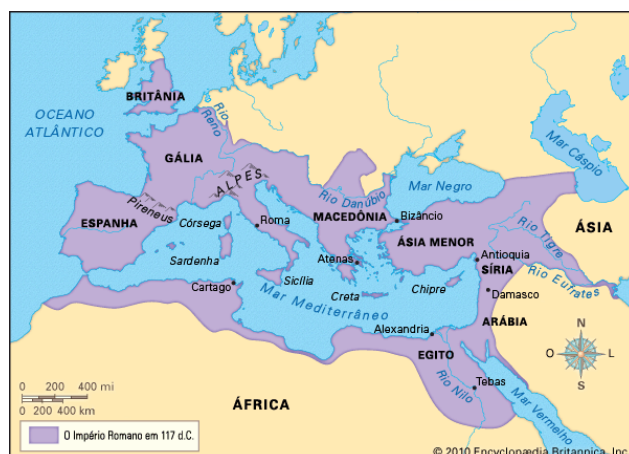 OCEANO
ATLÂNTICO
BRITÂNIA
Rio
Reno
GÁLIA
ALPES
Pireneus
ESPANHA
Córsega
Roma
Sardenha
Sicília
Cartago
Mar Mediterrâneo
Rio Danúbio
MACEDÔNIA
Bizâncio
Mar Negro
Mar Cáspio
Atenas
ÁSIA MENOR
Creta
Chipre
Antioquia
SÍRIA
Damasco
Rio Tigre
Rio Eufrates
ÁSIA
ARÁBIA
Alexandria
EGITO
Rio Nilo
Tebas
Mar Vermelho
ÁFRICA
N
O
L
S
0 200 400 mi
0 200 400 km
O Império Romano em 117 d.C.
© 2010 Encyclopædia Britannica, Inc.